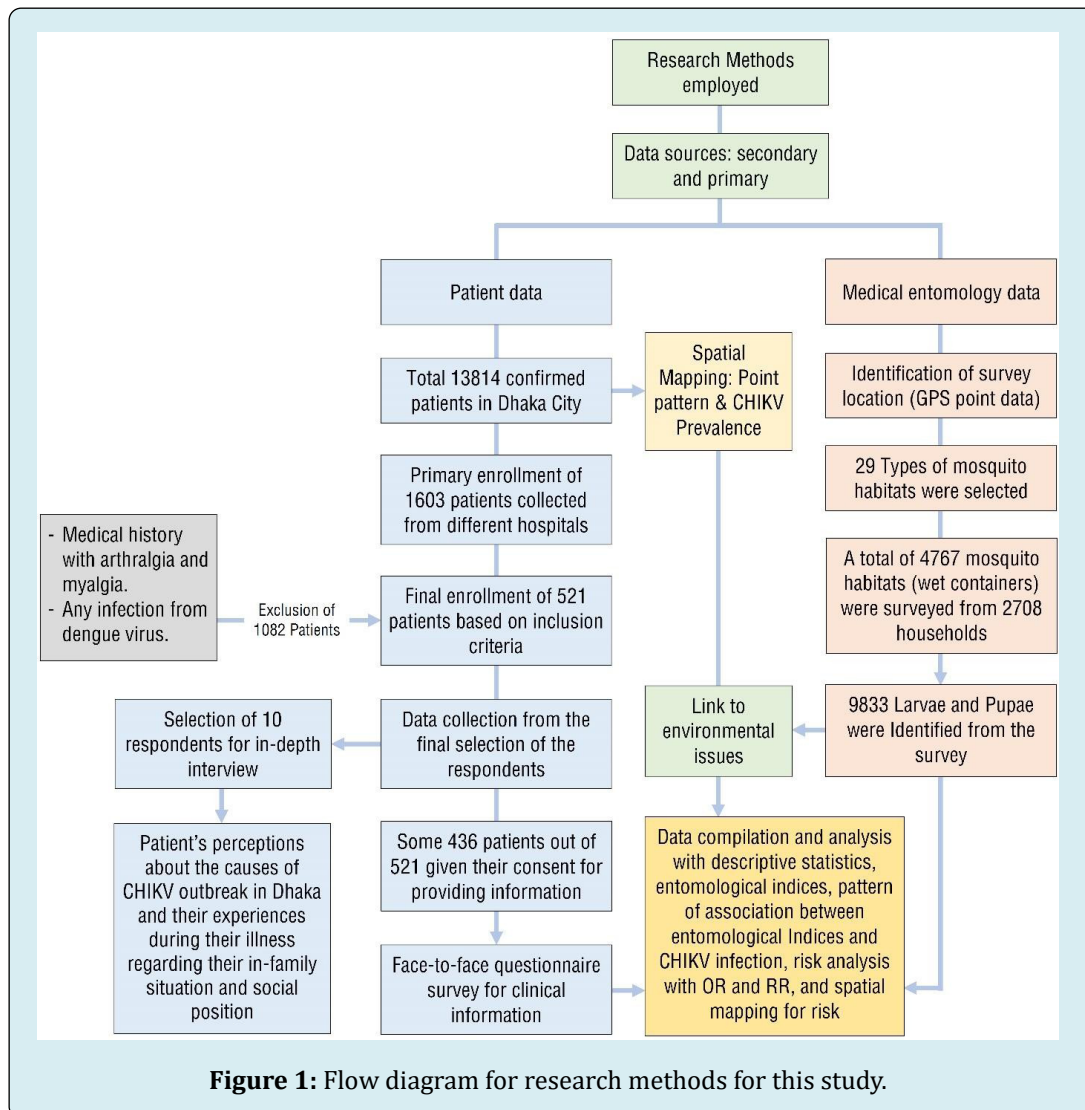 Research Methods
employed
Data sources: secondary
and primary
Patient data
Medical entomology data
Total 13814 confirmed
patients in Dhaka City
Spatial
Mapping: Point
pattern & CHIKV
Prevalence
Identification of survey
location (GPS point data)
Primary enrollment of
1603 patients collected
from different hospitals
29 Types of mosquito
habitats were selected
- Medical history
with arthralgia and
myalgia.
- Any infection from
dengue virus.
Exclusion of
1082 Patients
Final enrollment of 521
patients based on inclusion
criteria
A total of 4767 mosquito
habitats (wet containers)
were surveyed from 2708
households
Selection of 10
respondents for in-depth
interview
Data collection from the
final selection of the
respondents
Link to
environmental
issues
9833 Larvae and Pupae
were Identified from the
survey
Patient's perceptions
about the causes of
CHIKV outbreak in Dhaka
and their experiences
during their illness
regarding their in-family
situation and social
position
Some 436 patients out of
521 given their consent for
providing information
Face-to-face questionnaire
survey for clinical
information
Data compilation and analysis
with descriptive statistics,
entomological indices, pattern
of association between
entomological Indices and
CHIKV infection, risk analysis
with OR and RR, and spatial
mapping for risk
Figure 1: Flow diagram for research methods for this study.